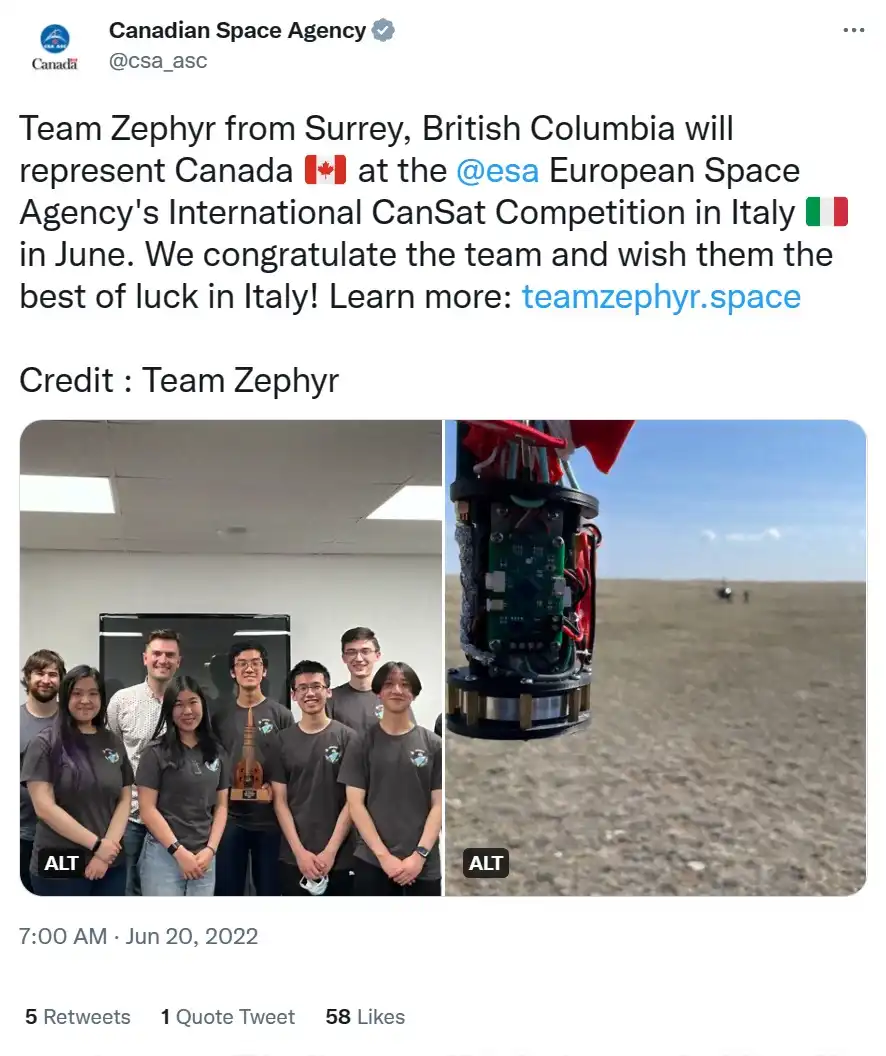 Canadian Space Agency
@csa_asc
Canada
Team Zephyr from Surrey, British Columbia will
represent Canada 🇨🇦 at the @esa European Space
Agency's International CanSat Competition in Italy 🇮🇹
in June. We congratulate the team and wish them the
best of luck in Italy! Learn more: teamzephyr.space
Credit : Team Zephyr
ALT
ALT
7:00 AM · Jun 20, 2022
5 Retweets 1 Quote Tweet 58 Likes